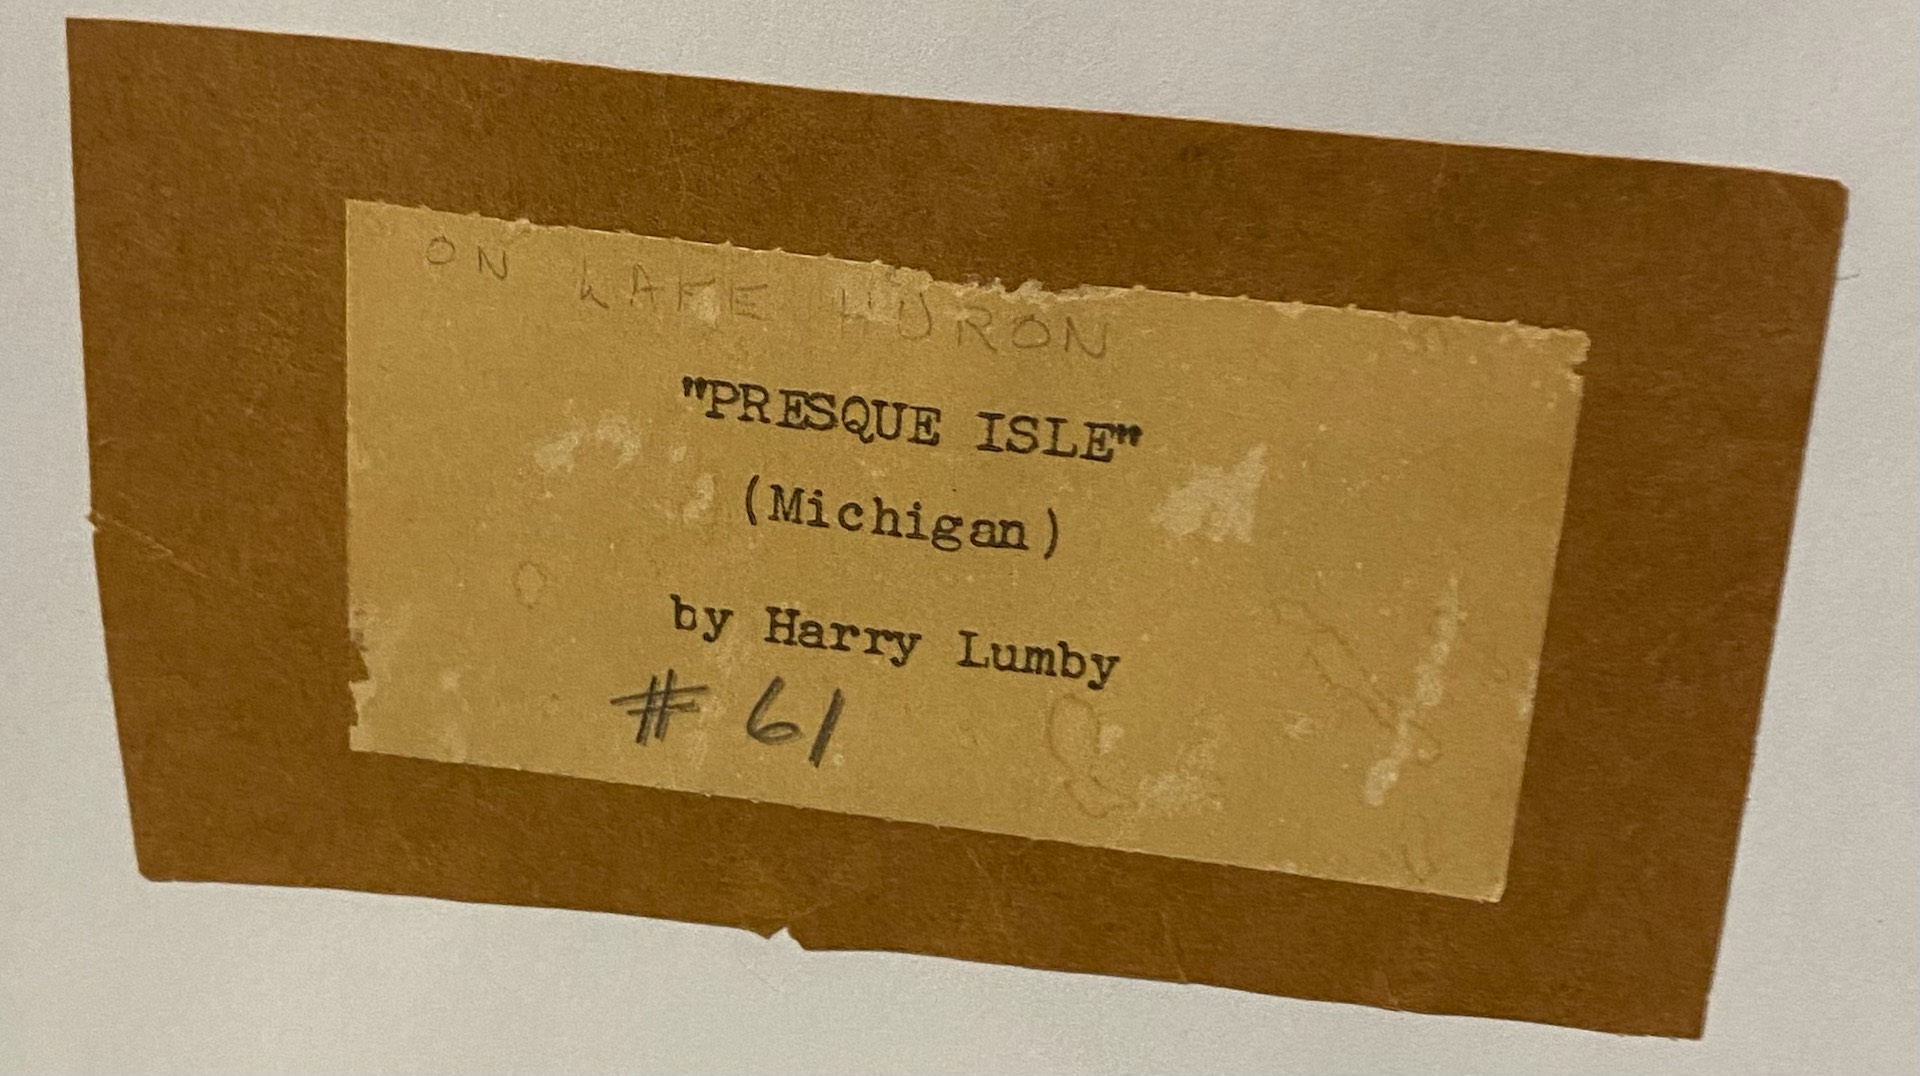 ON LAKE HURON
"PRESQUE ISLE"
(Michigan)
by Harry Lumby
# 61